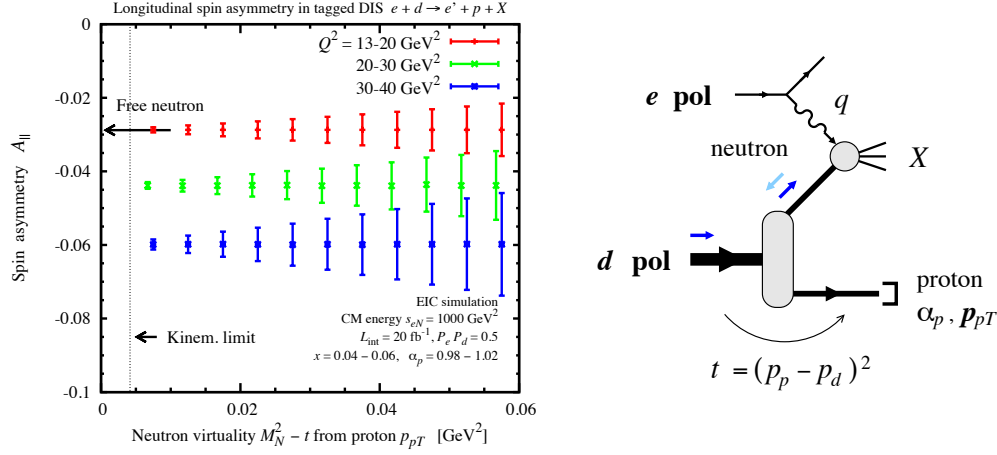 Longitudinal spin asymmetry in tagged DIS e + d → e' + p + X
Spin asymmetry A||
0
-0.02
-0.04
-0.06
-0.08
-0.1
Q² = 13-20 GeV²
20-30 GeV²
30-40 GeV²
Free neutron
EIC simulation
CM energy s_eN = 1000 GeV²
L_int = 20 fb⁻¹, P_e P_d = 0.5
x = 0.04 – 0.06, α_p = 0.98 – 1.02
Kinem. limit
0 0.02 0.04 0.06
Neutron virtuality M_N² – t from proton p_pT [GeV²]
e pol
q
neutron
X
d pol
proton
α_p , p_pT
t = (p_p – p_d)²